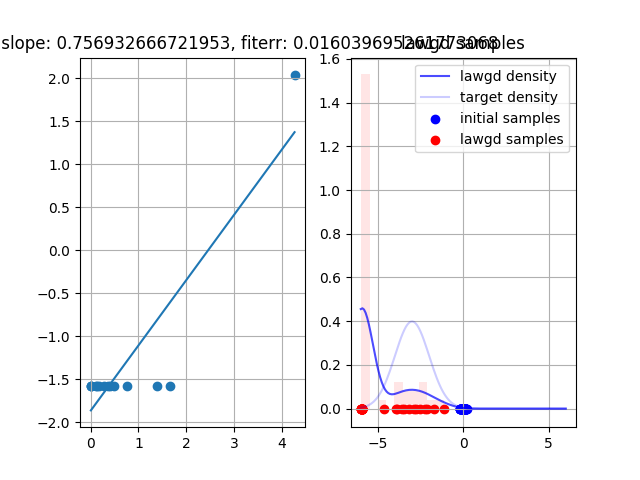 slope: 0.756932666721953, fiterr: 0.016039695261773068
lawgd samples
2.0
1.5
1.0
0.5
0.0
−0.5
−1.0
−1.5
−2.0
0 1 2 3 4
1.6
1.4
1.2
1.0
0.8
0.6
0.4
0.2
0.0
−5 0 5
lawgd density
target density
initial samples
lawgd samples